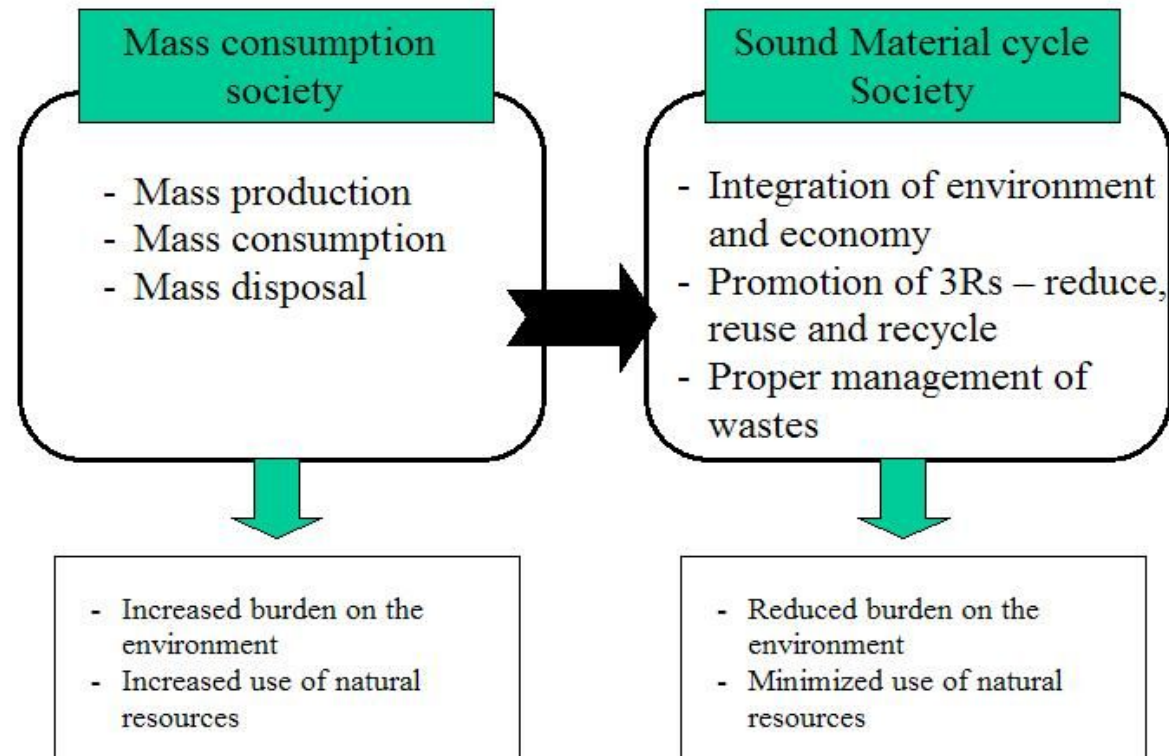 Mass consumption
society
- Mass production
- Mass consumption
- Mass disposal
- Increased burden on the
environment
- Increased use of natural
resources
Sound Material cycle
Society
- Integration of environment
and economy
- Promotion of 3Rs – reduce,
reuse and recycle
- Proper management of
wastes
- Reduced burden on the
environment
- Minimized use of natural
resources